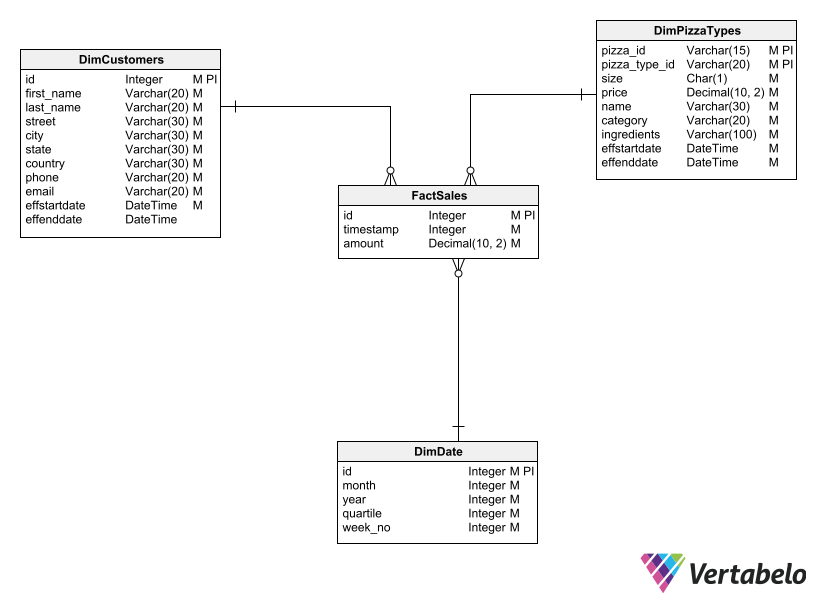 DimCustomers
id Integer M PI
first_name Varchar(20) M
last_name Varchar(20) M
street Varchar(30) M
city Varchar(30) M
state Varchar(30) M
country Varchar(30) M
phone Varchar(20) M
email Varchar(20) M
effstartdate DateTime M
effenddate DateTime
DimPizzaTypes
pizza_id Varchar(15) M PI
pizza_type_id Varchar(20) M PI
size Char(1) M
price Decimal(10, 2) M
name Varchar(30) M
category Varchar(20) M
ingredients Varchar(100) M
effstartdate DateTime M
effenddate DateTime M
FactSales
id Integer M PI
timestamp Integer M
amount Decimal(10, 2) M
DimDate
id Integer M PI
month Integer M
year Integer M
quartile Integer M
week_no Integer M
Vertabelo